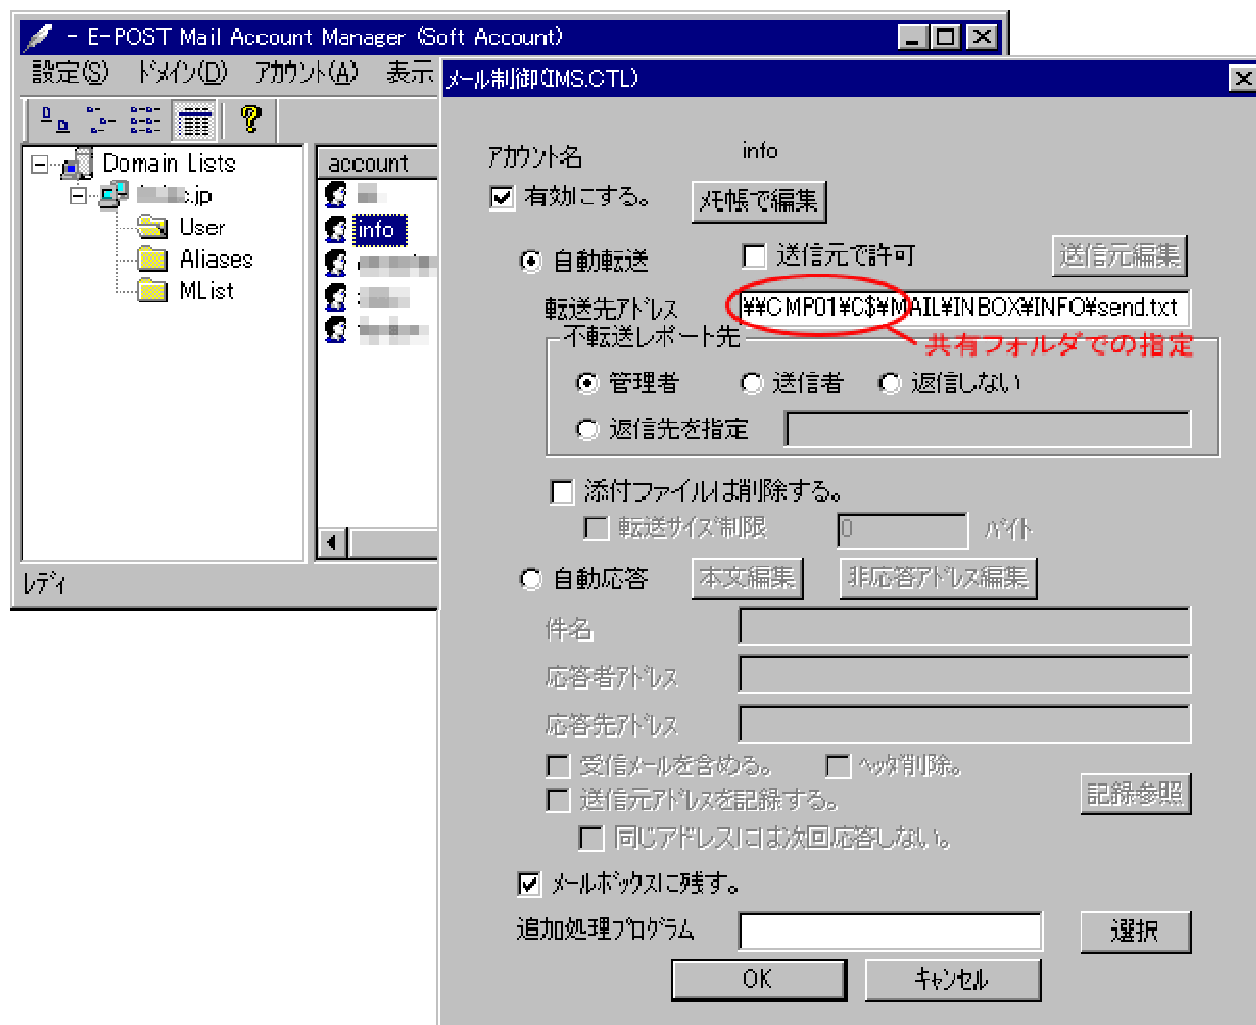 - E-POST Mail Account Manager (Soft Account)
設定(S) ﾄﾞﾒｲﾝ(D) ｱｶｳﾝﾄ(A) 表示
Domain Lists
.jp
User
Aliases
MList
account
info
ﾚﾃﾞｨ
ﾒｰﾙ制御(IMS.CTL)
ｱｶｳﾝﾄ名 info
有効にする。 ﾒﾓ帳で編集
自動転送 送信元で許可 送信元編集
転送先ｱﾄﾞﾚｽ ¥¥CMP01¥C$¥MAIL¥INBOX¥INFO¥send.txt
共有フォルダでの指定
不転送レポート先
管理者 送信者 返信しない
返信先を指定
添付ファイルは削除する。
転送ｻｲｽﾞ制限 0 ﾊﾞｲﾄ
自動応答 本文編集 非応答ｱﾄﾞﾚｽ編集
件名
応答者ｱﾄﾞﾚｽ
応答先ｱﾄﾞﾚｽ
受信ﾒｰﾙを含める。 ﾍｯﾀﾞ削除。
送信元ｱﾄﾞﾚｽを記録する。 記録参照
同じアドレスには次回応答しない。
ﾒｰﾙﾎﾞｯｸｽに残す。
追加処理ﾌﾟﾛｸﾞﾗﾑ 選択
OK ｷｬﾝｾﾙ